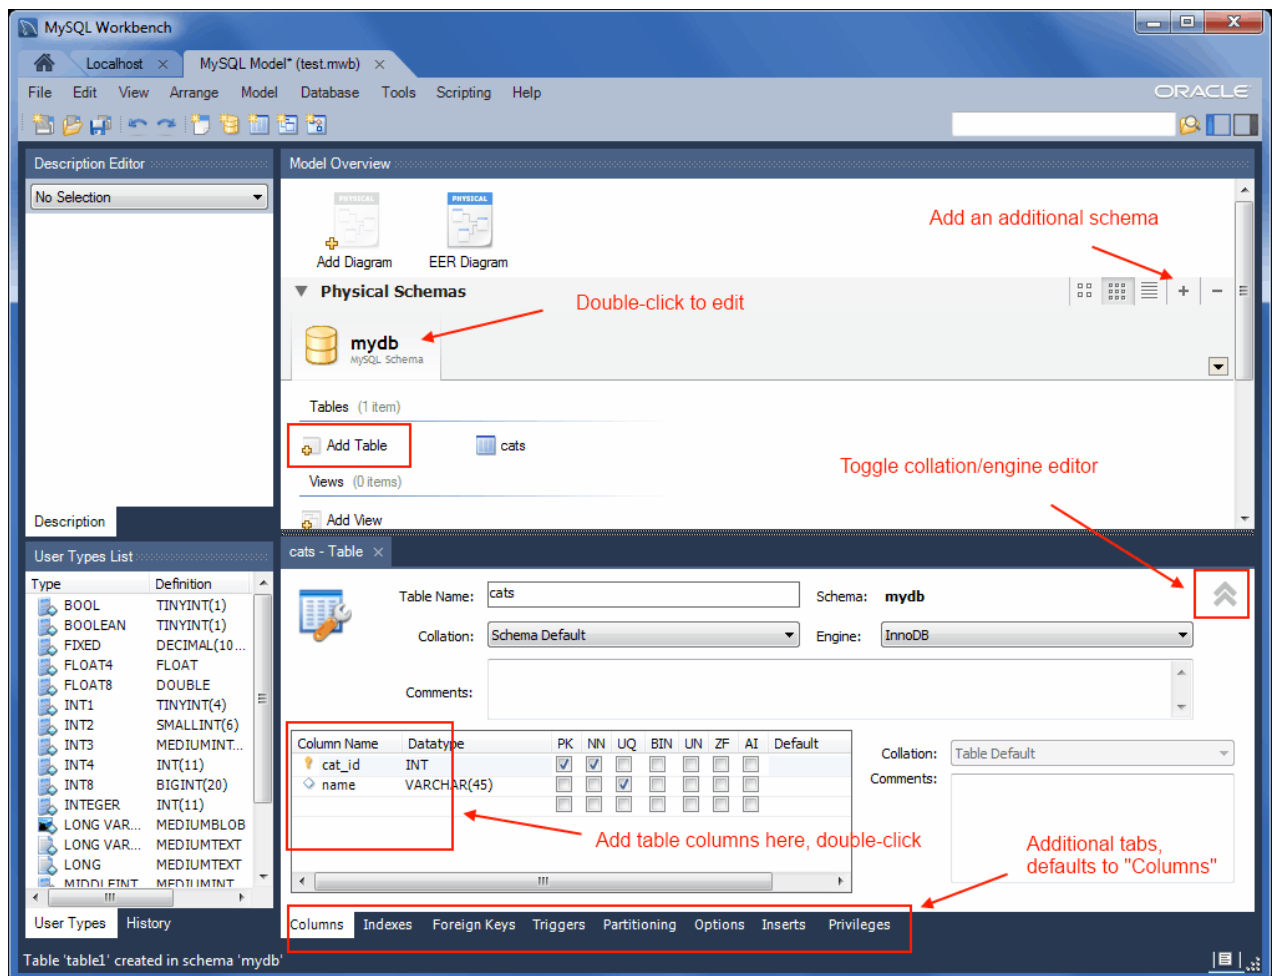 MySQL Workbench
Localhost
MySQL Model* (test.mwb)
File Edit View Arrange Model Database Tools Scripting Help
ORACLE
Description Editor
No Selection
Description
Model Overview
PHYSICAL
Add Diagram
PHYSICAL
EER Diagram
Add an additional schema
Physical Schemas
Double-click to edit
mydb
MySQL Schema
Tables (1 item)
Add Table
cats
Toggle collation/engine editor
Views (0 items)
Add View
User Types List
Type Definition
BOOL TINYINT(1)
BOOLEAN TINYINT(1)
FIXED DECIMAL(10...
FLOAT4 FLOAT
FLOAT8 DOUBLE
INT1 TINYINT(4)
INT2 SMALLINT(6)
INT3 MEDIUMINT...
INT4 INT(11)
INT8 BIGINT(20)
INTEGER INT(11)
LONG VAR... MEDIUMBLOB
LONG VAR... MEDIUMTEXT
LONG MEDIUMTEXT
MIDDLEINT MEDIUMINT
User Types History
cats - Table
Table Name: cats
Schema: mydb
Collation: Schema Default
Engine: InnoDB
Comments:
Column Name Datatype PK NN UQ BIN UN ZF AI Default
cat_id INT
name VARCHAR(45)
Collation: Table Default
Comments:
Add table columns here, double-click
Additional tabs,
defaults to "Columns"
Columns Indexes Foreign Keys Triggers Partitioning Options Inserts Privileges
Table 'table1' created in schema 'mydb'